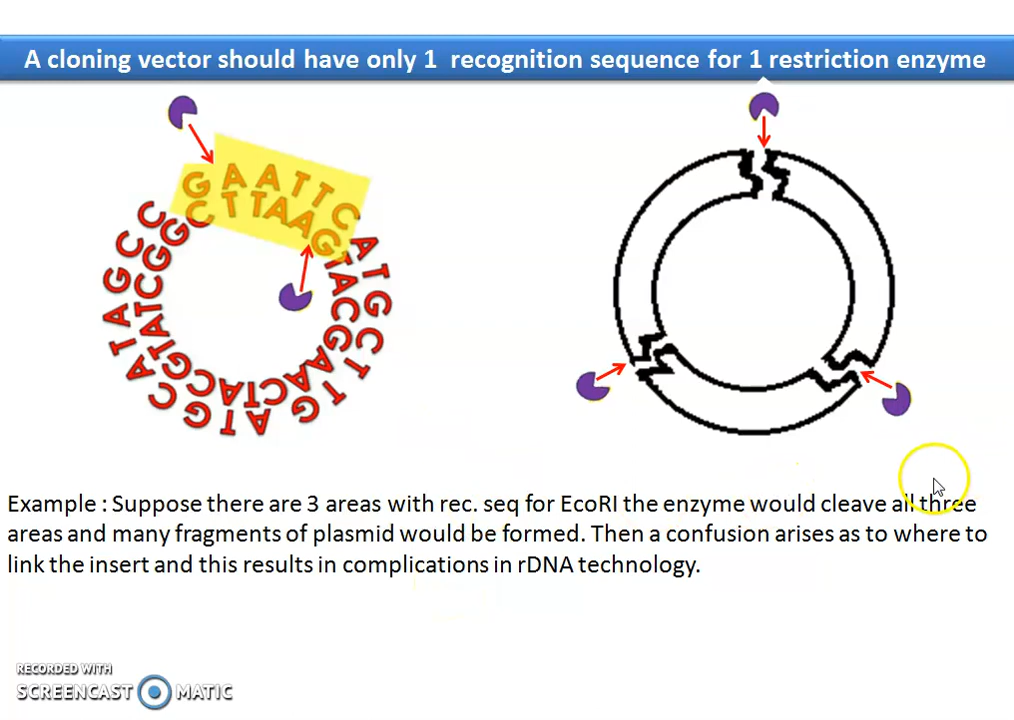 A cloning vector should have only 1 recognition sequence for 1 restriction enzyme
GAATTCATGCTTGATGCATAGCC
CTTAAGTACGAACTACGTATCGG
Example : Suppose there are 3 areas with rec. seq for EcoRI the enzyme would cleave all three
areas and many fragments of plasmid would be formed. Then a confusion arises as to where to
link the insert and this results in complications in rDNA technology.
RECORDED WITH
SCREENCAST MATIC